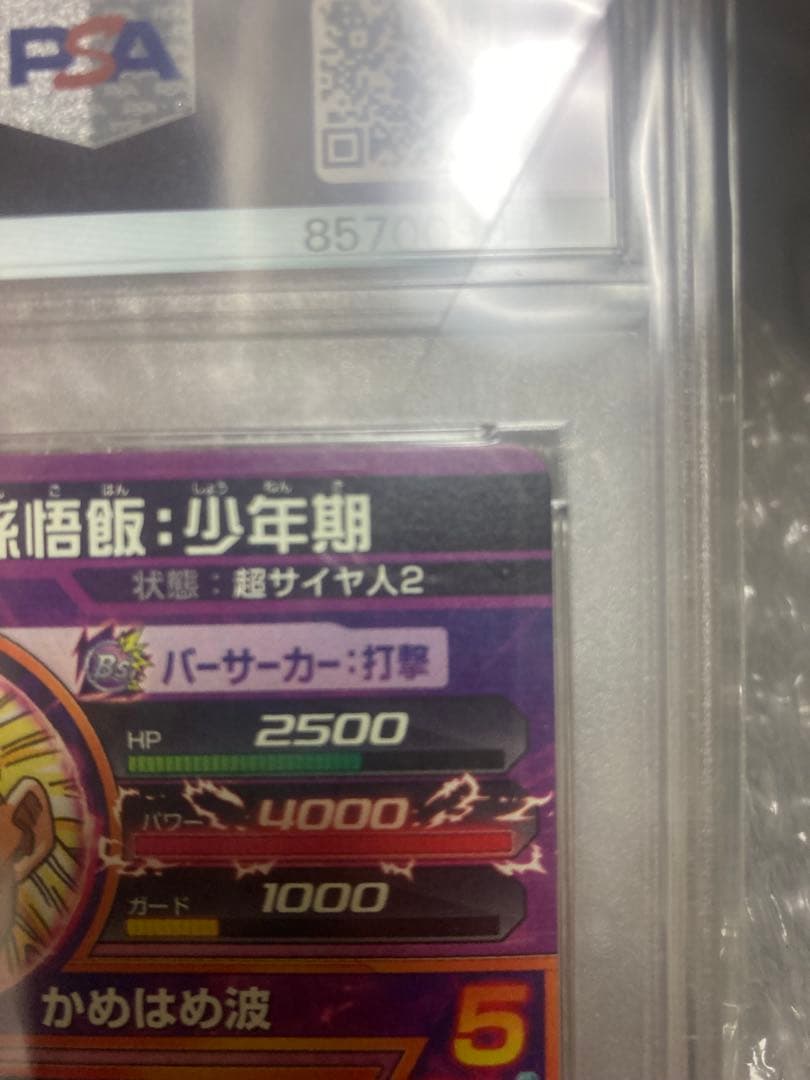 PSA
8570
孫悟飯:少年期
ご はん しょう ねん き
状態:超サイヤ人2
Bs バーサーカー:打撃
HP 2500
パワー 4000
ガード 1000
かめはめ波 5